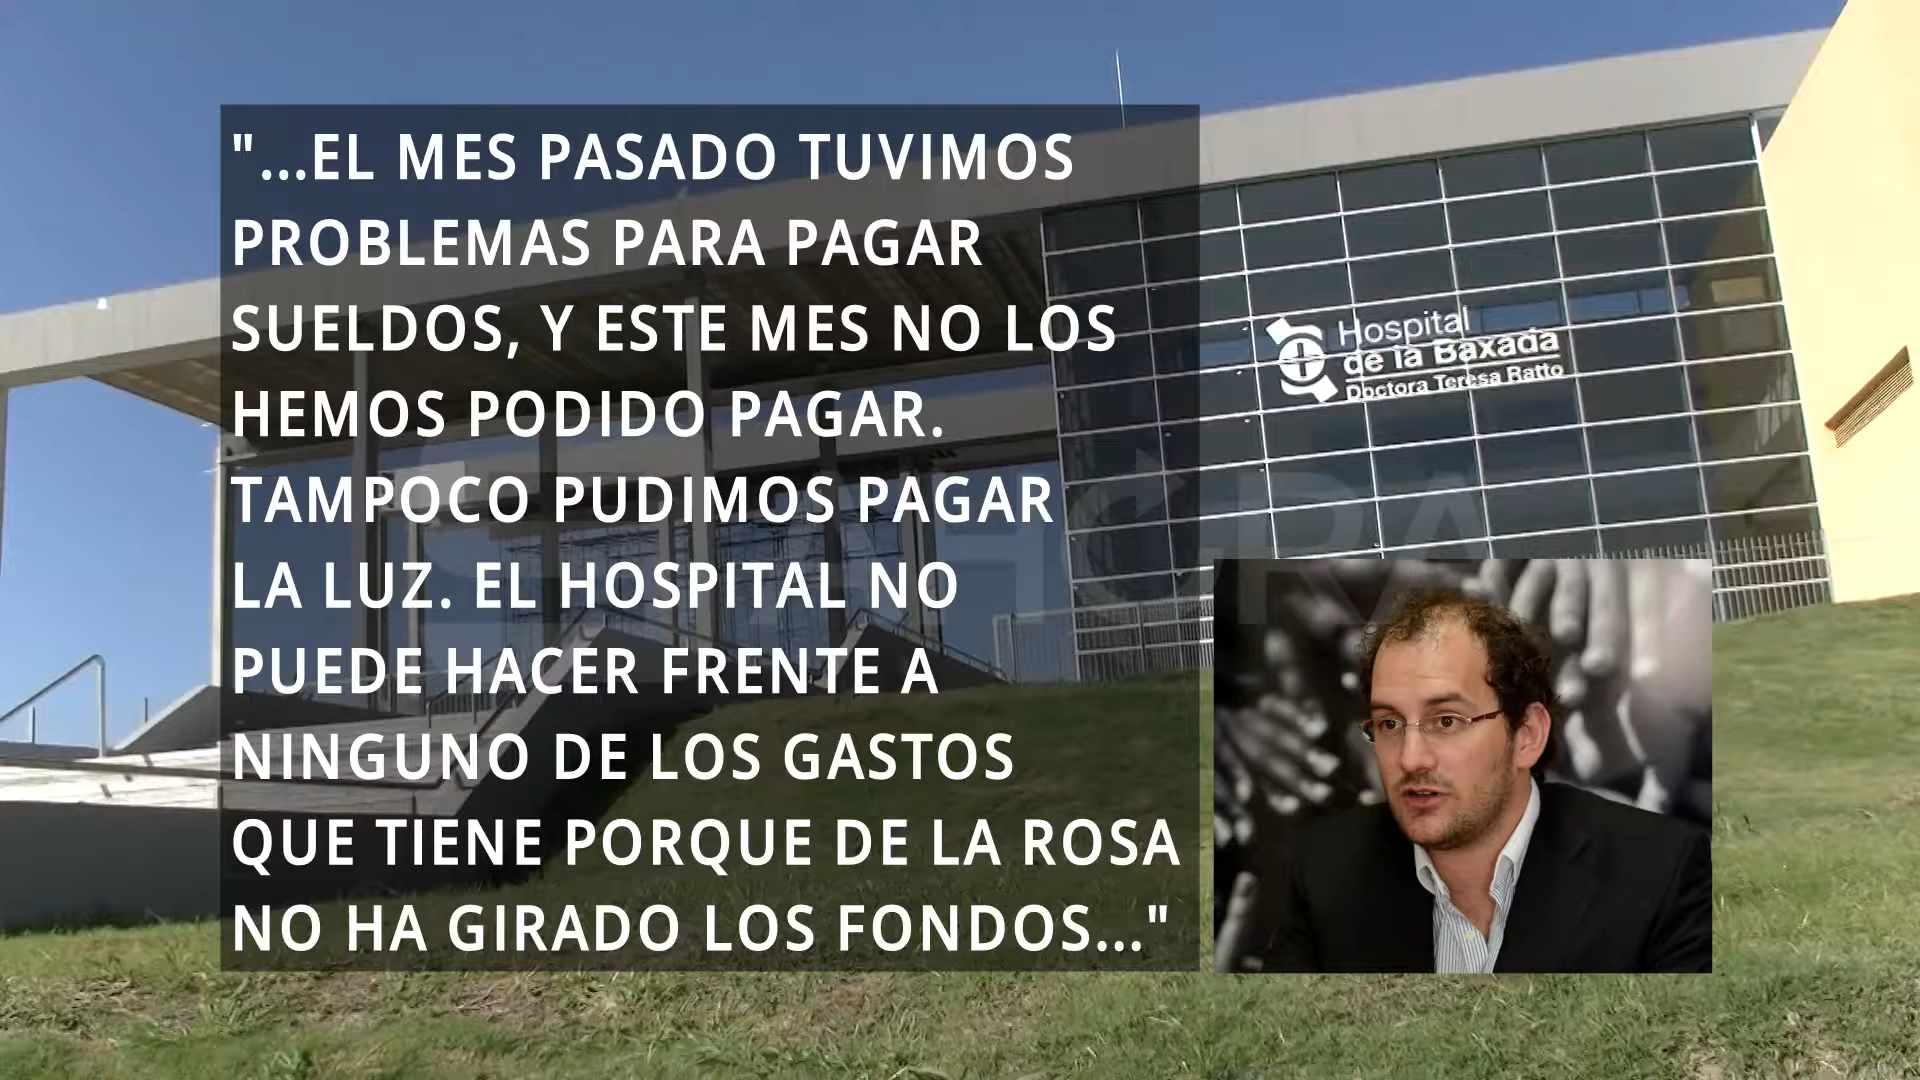 "...EL MES PASADO TUVIMOS
PROBLEMAS PARA PAGAR
SUELDOS, Y ESTE MES NO LOS
HEMOS PODIDO PAGAR.
TAMPOCO PUDIMOS PAGAR
LA LUZ. EL HOSPITAL NO
PUEDE HACER FRENTE A
NINGUNO DE LOS GASTOS
QUE TIENE PORQUE DE LA ROSA
NO HA GIRADO LOS FONDOS..."
Hospital
de la Baxada
Doctora Teresa Ratto
AHORA